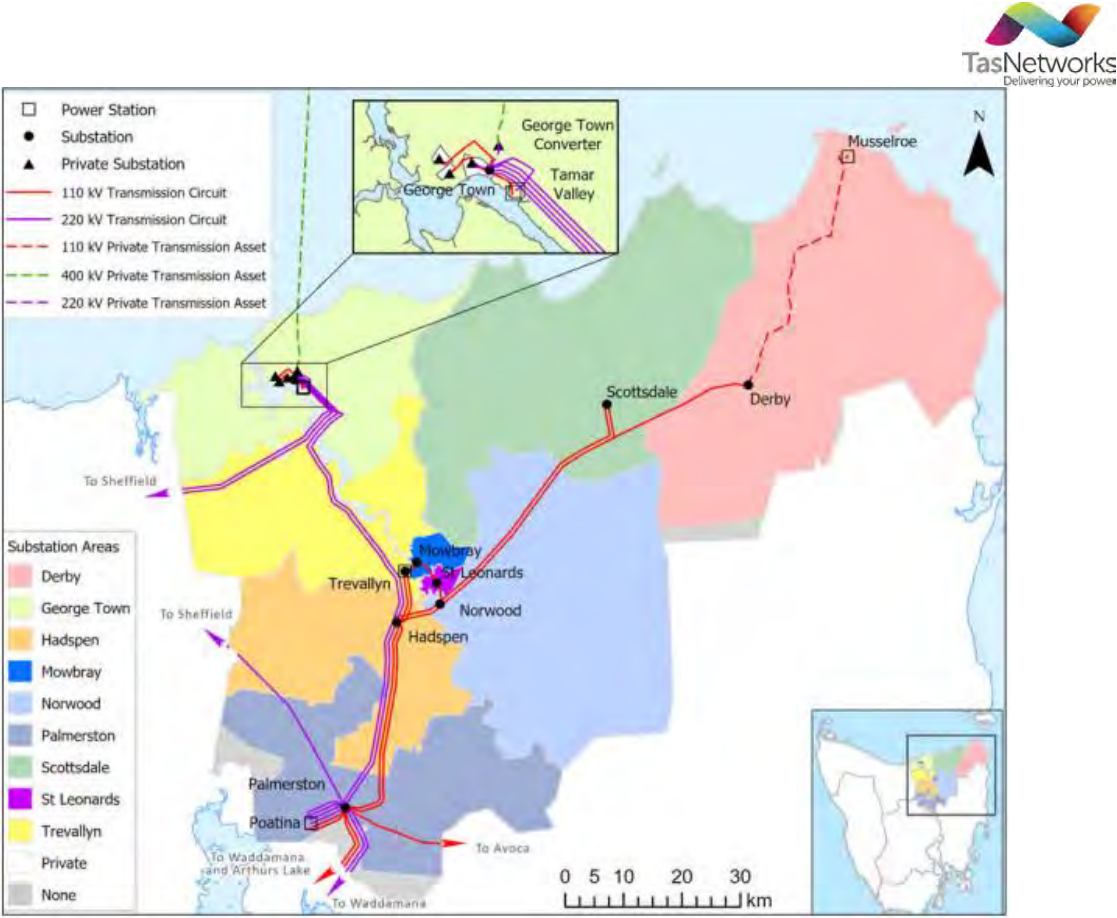 TasNetworks
Delivering your power
Power Station
Substation
Private Substation
110 kV Transmission Circuit
220 kV Transmission Circuit
110 kV Private Transmission Asset
400 kV Private Transmission Asset
220 kV Private Transmission Asset
George Town
Converter
George Town
Tamar
Valley
Musselroe
N
Scottsdale
Derby
To Sheffield
Mowbray
St Leonards
Trevallyn
Norwood
To Sheffield
Hadspen
Palmerston
Poatina
To Waddamana
and Arthurs Lake
To Avoca
To Waddamana
Substation Areas
Derby
George Town
Hadspen
Mowbray
Norwood
Palmerston
Scottsdale
St Leonards
Trevallyn
Private
None
0 5 10 20 30
km